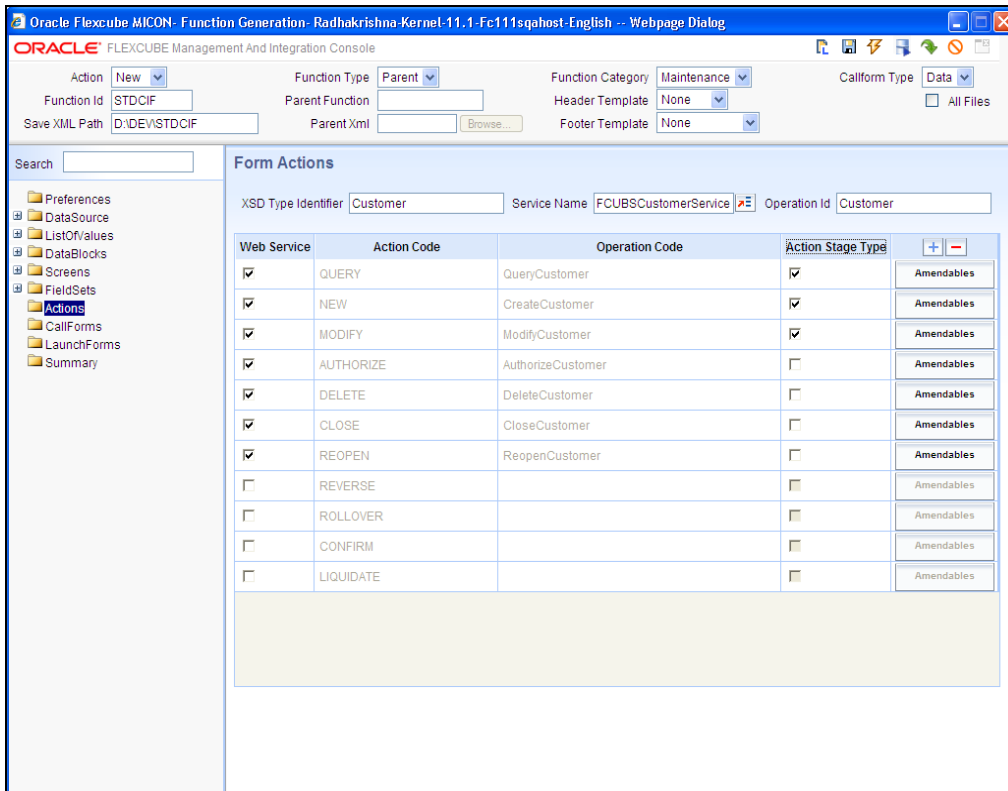 Oracle Flexcube MICON- Function Generation- Radhakrishna-Kernel-11.1-Fc111sqahost-English -- Webpage Dialog
ORACLE FLEXCUBE Management And Integration Console
Action New Function Type Parent Function Category Maintenance Callform Type Data
Function Id STDCIF Parent Function Header Template None All Files
Save XML Path D:\DEV\STDCIF Parent Xml Browse... Footer Template None
Search
Preferences
DataSource
ListOfValues
DataBlocks
Screens
FieldSets
Actions
CallForms
LaunchForms
Summary
Form Actions
XSD Type Identifier Customer Service Name FCUBSCustomerService Operation Id Customer
Web Service Action Code Operation Code Action Stage Type
QUERY QueryCustomer Amendables
NEW CreateCustomer Amendables
MODIFY ModifyCustomer Amendables
AUTHORIZE AuthorizeCustomer Amendables
DELETE DeleteCustomer Amendables
CLOSE CloseCustomer Amendables
REOPEN ReopenCustomer Amendables
REVERSE Amendables
ROLLOVER Amendables
CONFIRM Amendables
LIQUIDATE Amendables